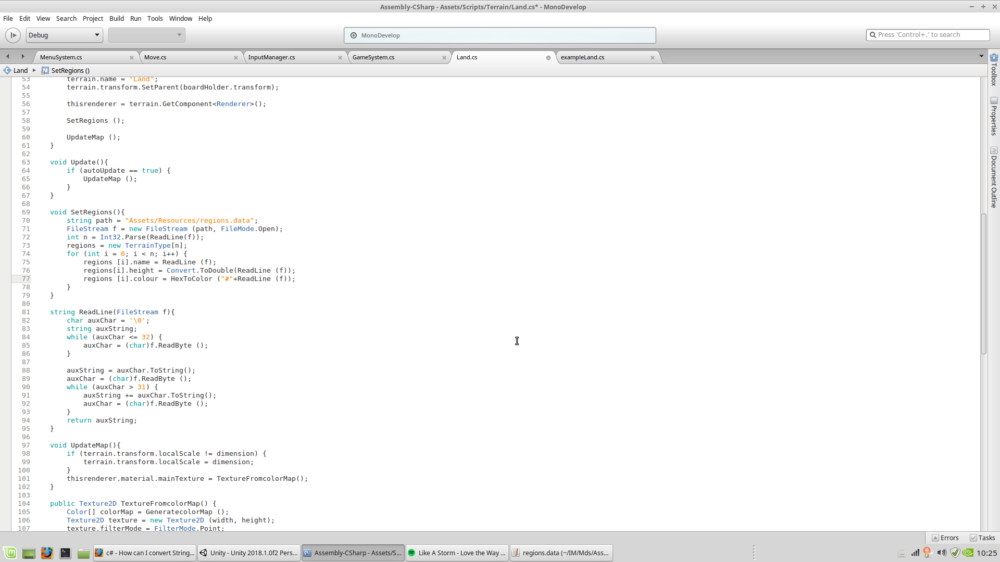 Assembly-CSharp - Assets/Scripts/Terrain/Land.cs* - MonoDevelop
File Edit View Search Project Build Run Tools Window Help
Debug
MonoDevelop
Press 'Control+,' to search
MenuSystem.cs
Move.cs
InputManager.cs
GameSystem.cs
Land.cs
exampleLand.cs
Land
SetRegions ()
53 terrain.name = "Land";
54 terrain.transform.SetParent(boardHolder.transform);
55
56 thisrenderer = terrain.GetComponent<Renderer>();
57
58 SetRegions ();
59
60 UpdateMap ();
61 }
62
63 void Update(){
64 if (autoUpdate == true) {
65 UpdateMap ();
66 }
67 }
68
69 void SetRegions(){
70 string path = "Assets/Resources/regions.data";
71 FileStream f = new FileStream (path, FileMode.Open);
72 int n = Int32.Parse(ReadLine(f));
73 regions = new TerrainType[n];
74 for (int i = 0; i < n; i++) {
75 regions [i].name = ReadLine (f);
76 regions[i].height = Convert.ToDouble(ReadLine (f));
77 regions [i].colour = HexToColor ("#"+ReadLine (f));
78 }
79 }
80
81 string ReadLine(FileStream f){
82 char auxChar = '\0';
83 string auxString;
84 while (auxChar <= 32) {
85 auxChar = (char)f.ReadByte ();
86 }
87
88 auxString = auxChar.ToString();
89 auxChar = (char)f.ReadByte ();
90 while (auxChar > 31) {
91 auxString += auxChar.ToString();
92 auxChar = (char)f.ReadByte ();
93 }
94 return auxString;
95 }
96
97 void UpdateMap(){
98 if (terrain.transform.localScale != dimension) {
99 terrain.transform.localScale = dimension;
100 }
101 thisrenderer.material.mainTexture = TextureFromcolorMap();
102 }
103
104 public Texture2D TextureFromcolorMap() {
105 Color[] colorMap = GeneratecolorMap ();
106 Texture2D texture = new Texture2D (width, height);
107 texture.filterMode = FilterMode.Point;
Toolbox
Properties
Document Outline
Errors
Tasks
c# - How can I convert String...
Unity - Unity 2018.1.0f2 Pers...
Assembly-CSharp - Assets/S...
Like A Storm - Love the Way ...
regions.data (~/IM/Mds/Ass...
10:25